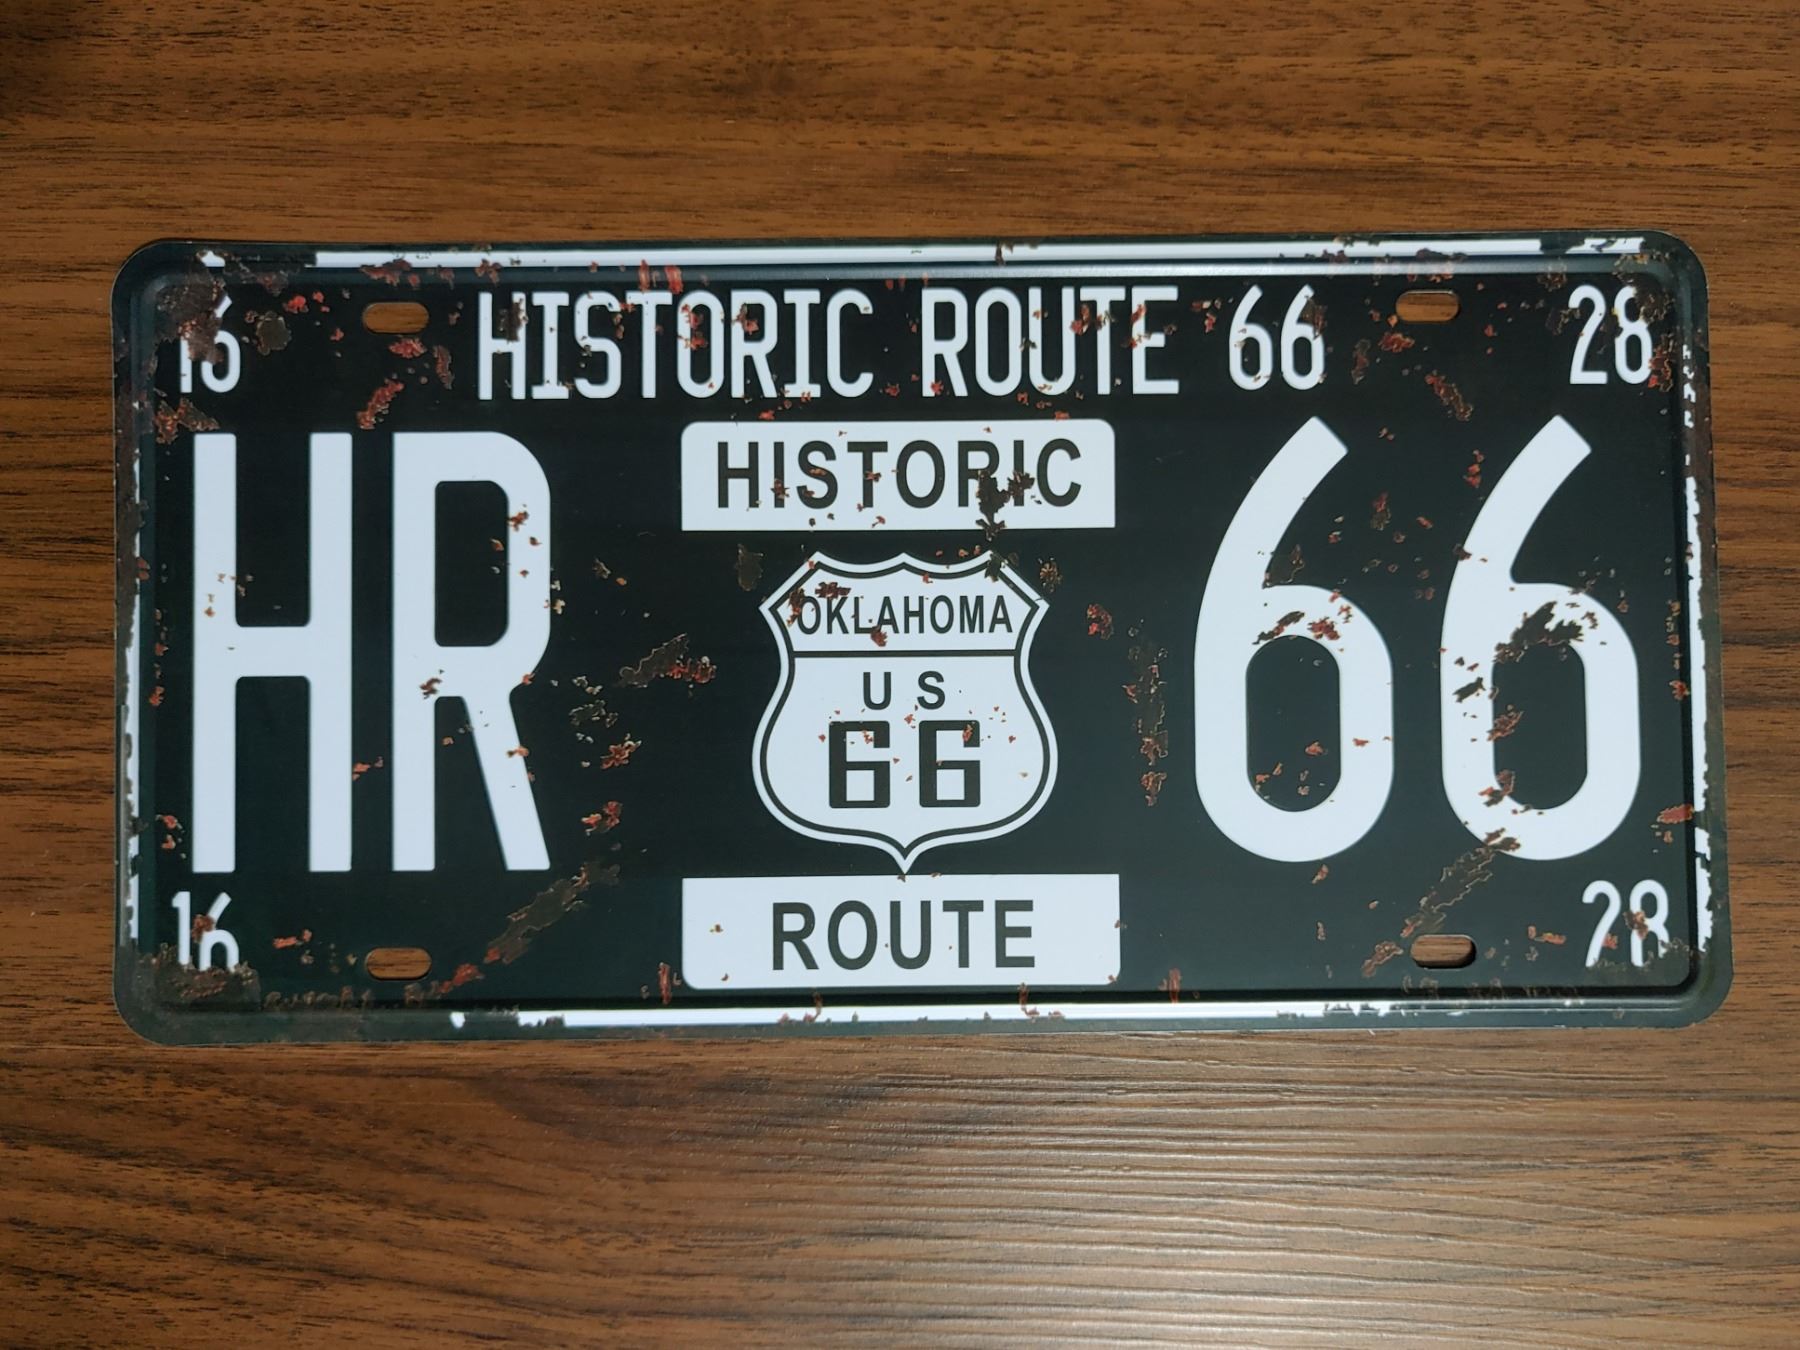 16 HISTORIC ROUTE 66 28
HR 66
HISTORIC
OKLAHOMA
US
66
ROUTE
16 28